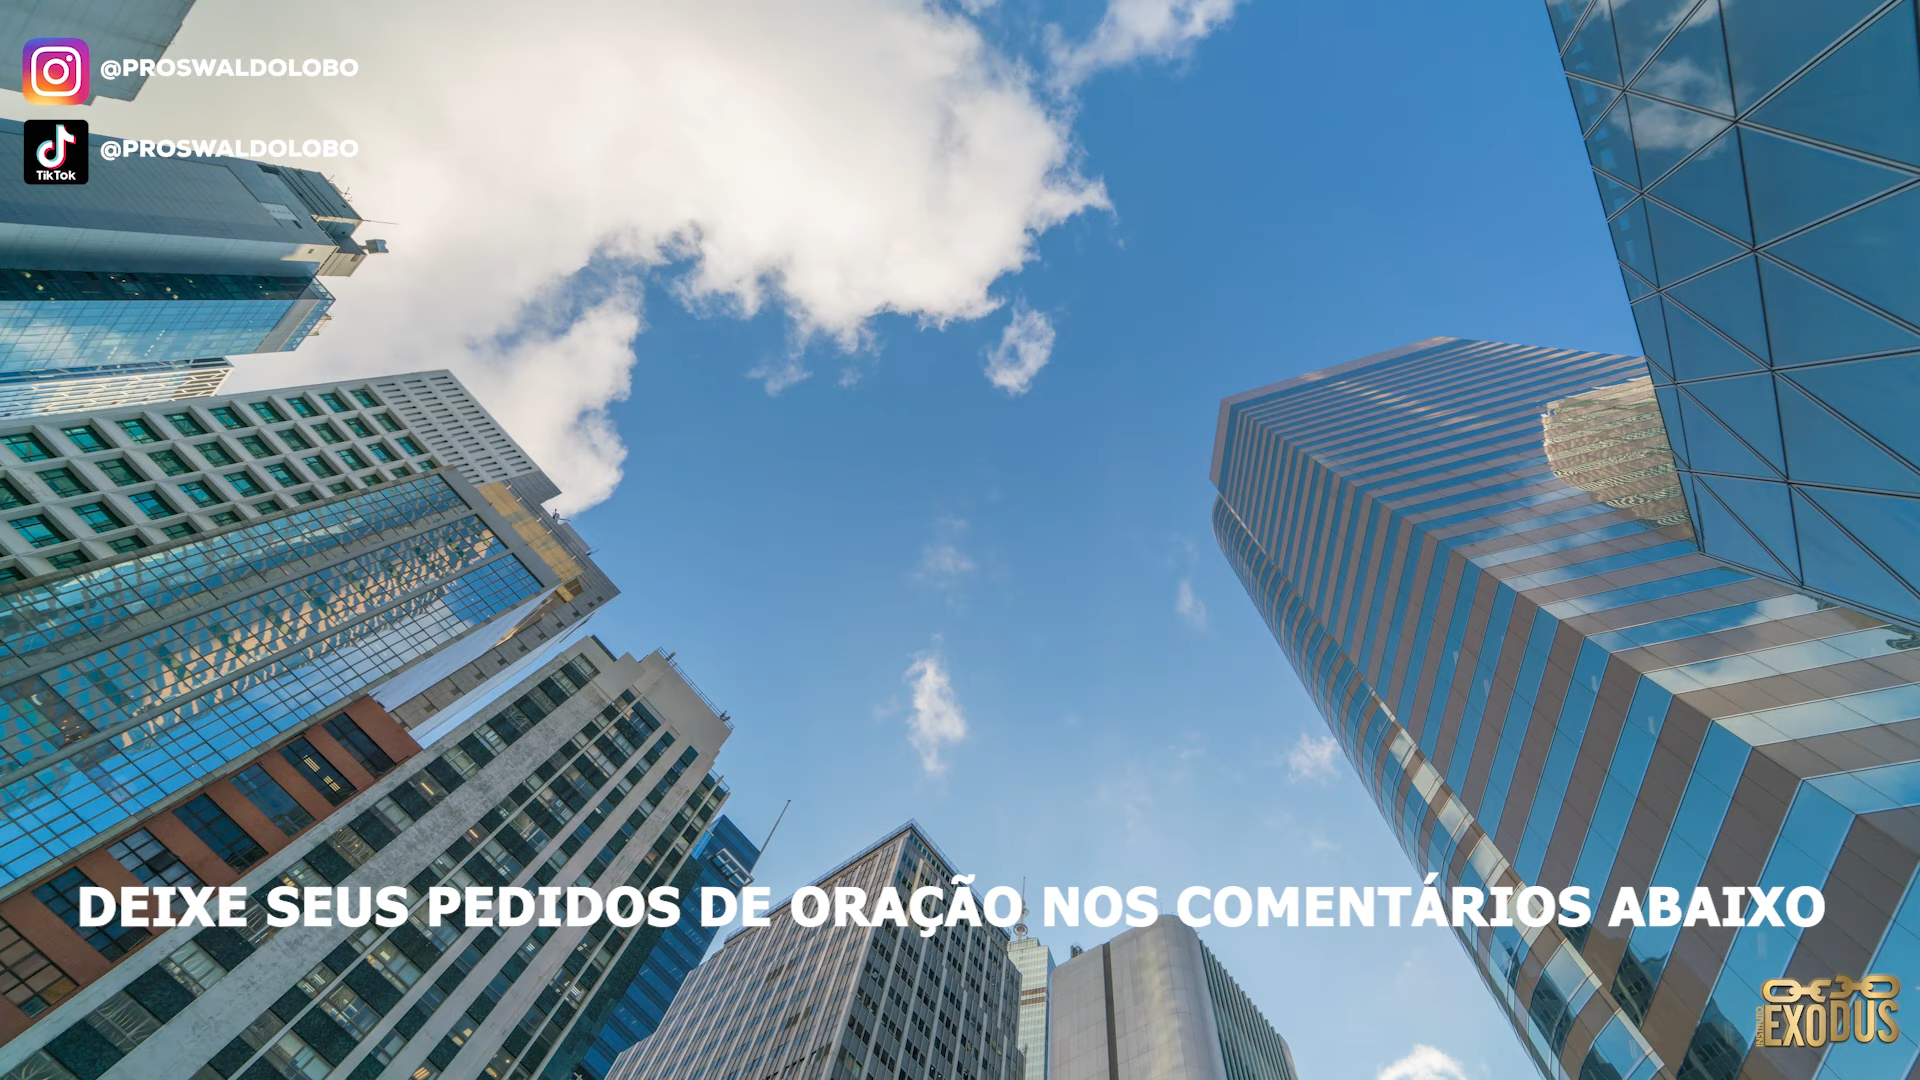 @PROSWALDOLOBO
TikTok
@PROSWALDOLOBO
DEIXE SEUS PEDIDOS DE ORAÇÃO NOS COMENTÁRIOS ABAIXO
INSTITUTO
EXODUS